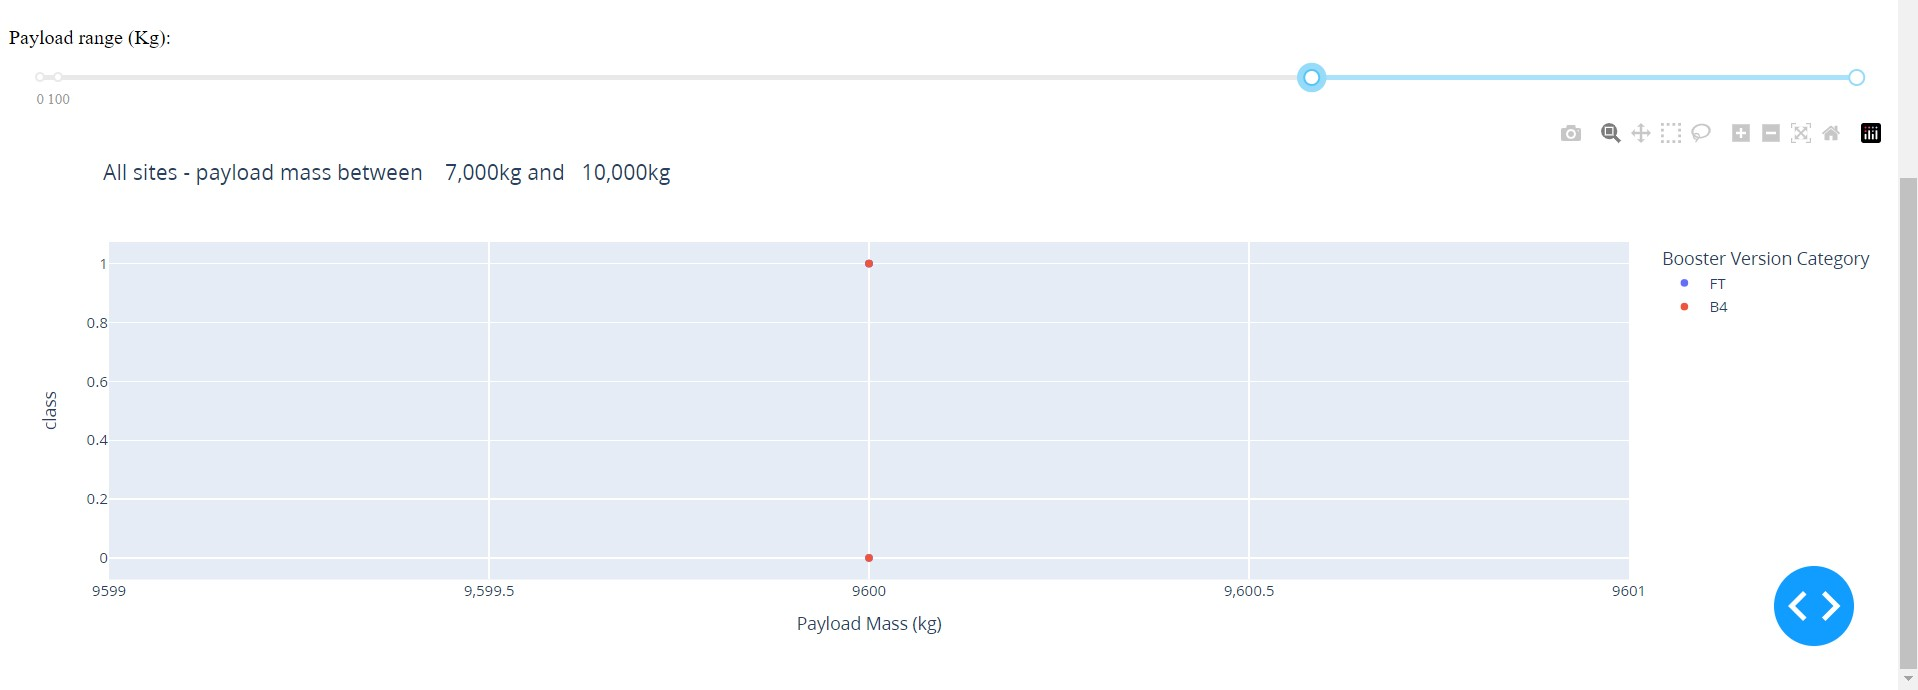 Payload range (Kg):
0 100
All sites - payload mass between 7,000kg and 10,000kg
Booster Version Category
FT
B4
1
0.8
0.6
0.4
0.2
0
class
9599 9,599.5 9600 9,600.5 9601
Payload Mass (kg)